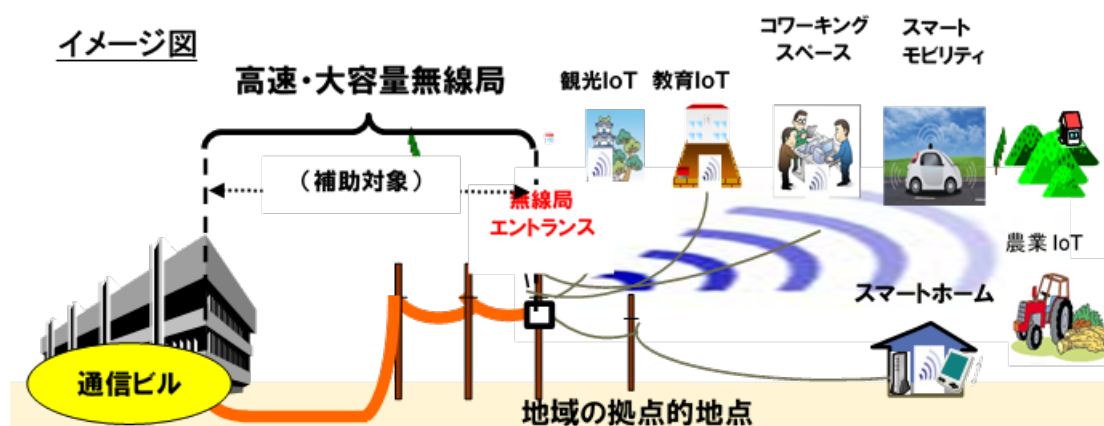 イメージ図
高速・大容量無線局
（補助対象）
無線局
エントランス
観光IoT
教育IoT
コワーキング
スペース
スマート
モビリティ
農業 IoT
スマートホーム
通信ビル
地域の拠点的地点